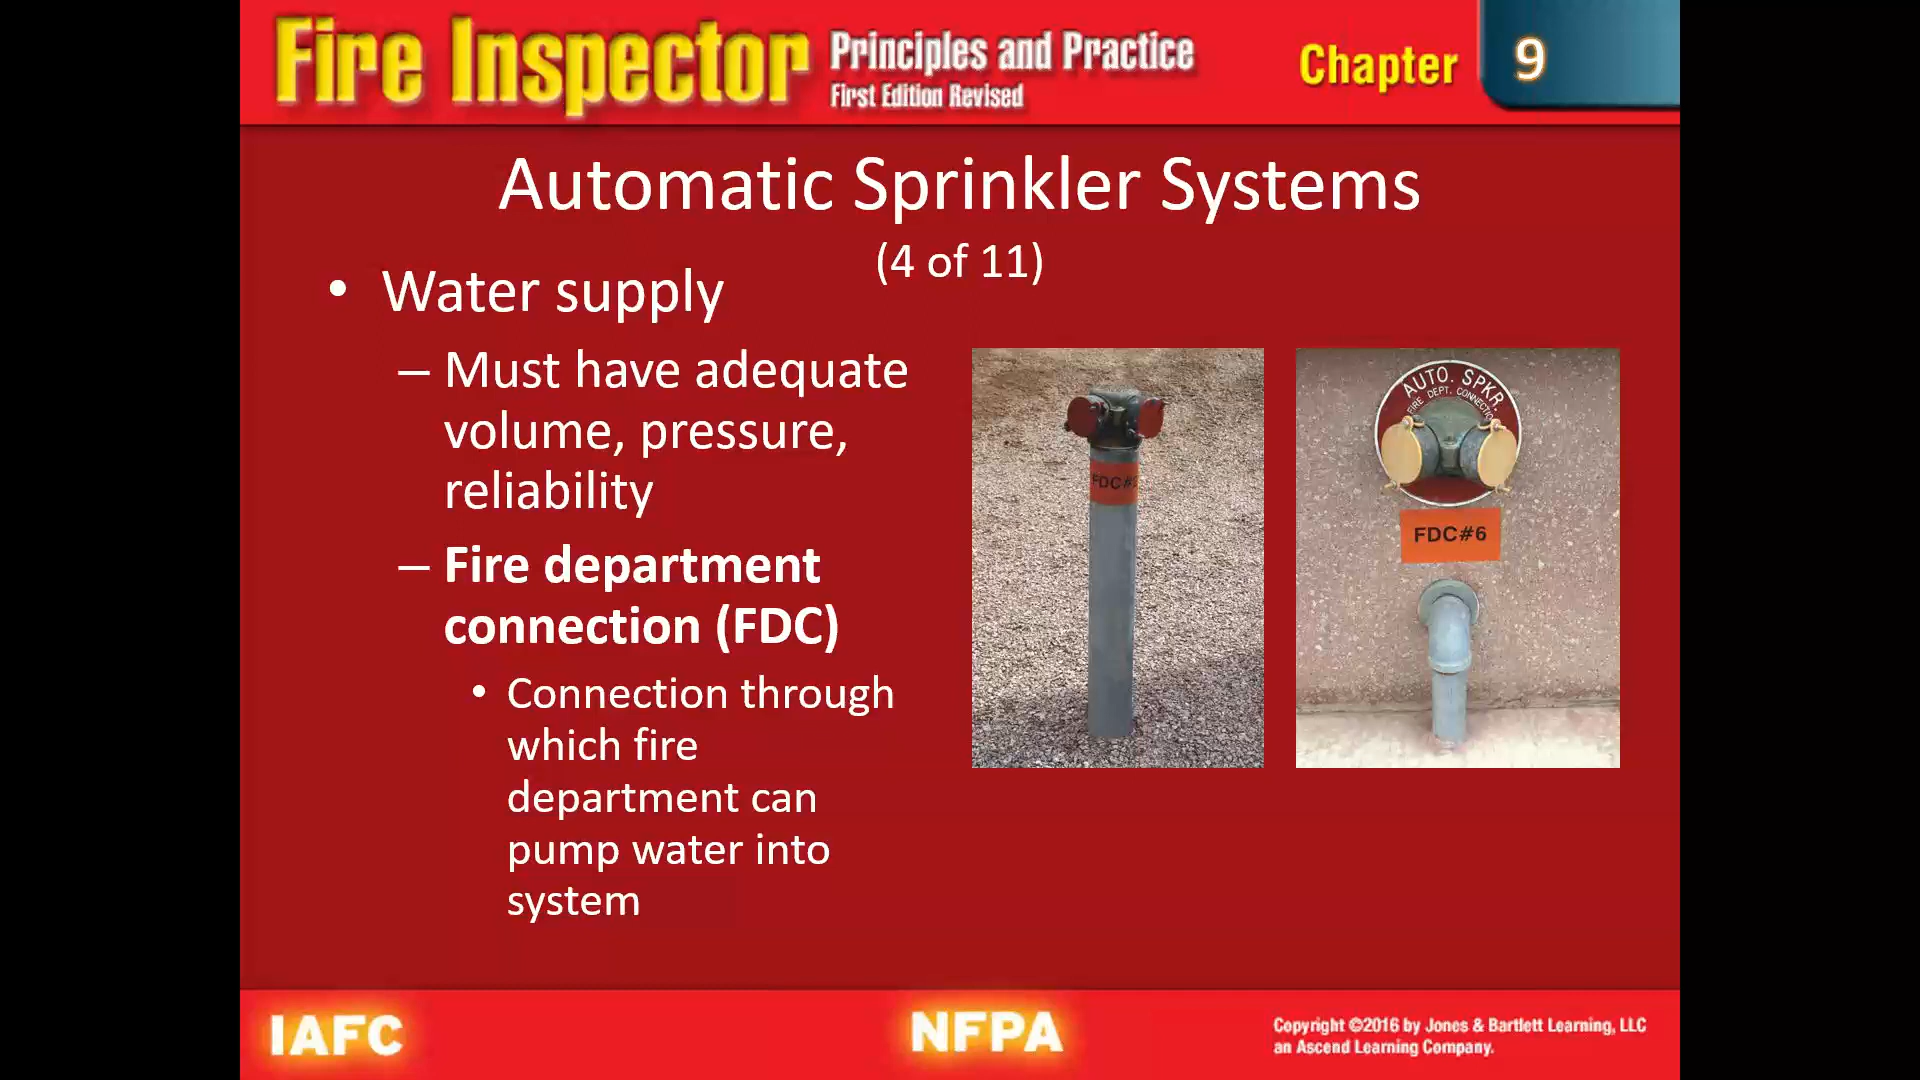 Fire Inspector
Principles and Practice
First Edition Revised
Chapter 9
Automatic Sprinkler Systems
(4 of 11)
• Water supply
– Must have adequate
volume, pressure,
reliability
– Fire department
connection (FDC)
• Connection through
which fire
department can
pump water into
system
FDC#
AUTO. SPKR.
FIRE DEPT. CONNECTION
FDC#6
IAFC
NFPA
Copyright ©2016 by Jones & Bartlett Learning, LLC
an Ascend Learning Company.